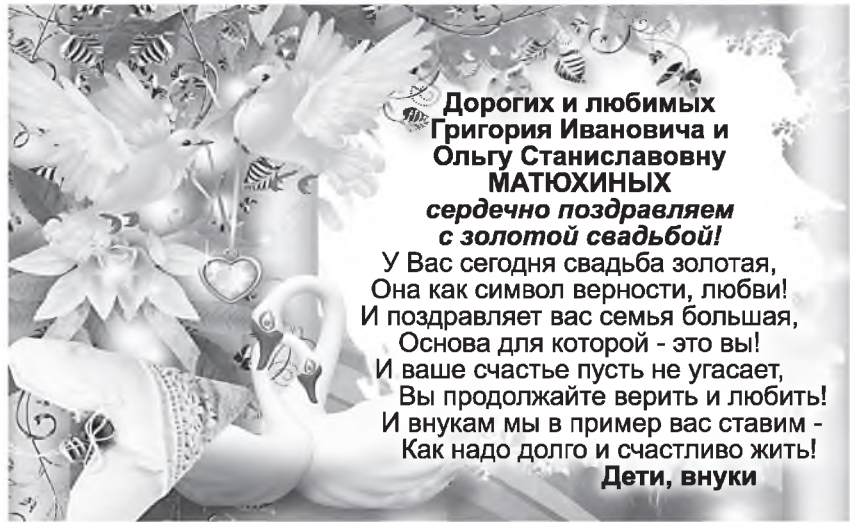 Дорогих и любимых
Григория Ивановича и
Ольгу Станиславовну
МАТЮХИНЫХ
сердечно поздравляем
с золотой свадьбой!
У Вас сегодня свадьба золотая,
Она как символ верности, любви!
И поздравляет вас семья большая,
Основа для которой - это вы!
И ваше счастье пусть не угасает,
Вы продолжайте верить и любить!
И внукам мы в пример вас ставим -
Как надо долго и счастливо жить!
Дети, внуки